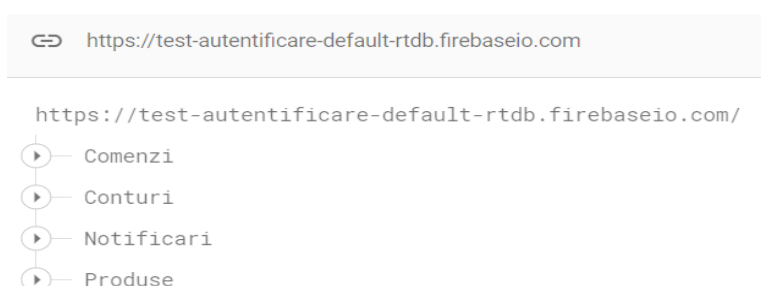 https://test-autentificare-default-rtdb.firebaseio.com
https://test-autentificare-default-rtdb.firebaseio.com/
Comenzi
Conturi
Notificari
Produse